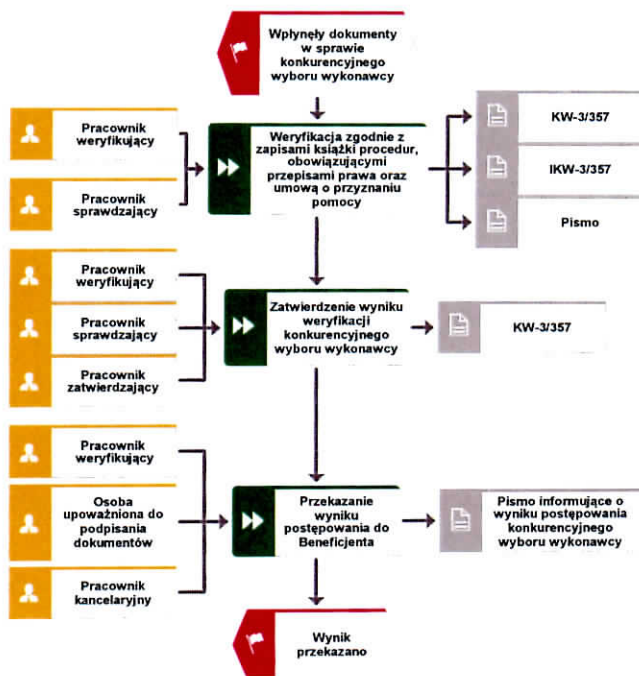 Wpłynęły dokumenty
w sprawie
konkurencyjnego
wyboru wykonawcy
Pracownik
weryfikujący
Pracownik
sprawdzający
Weryfikacja zgodnie z
zapisami książki procedur,
obowiązującymi
przepisami prawa oraz
umową o przyznaniu
pomocy
KW-3/357
IKW-3/357
Pismo
Pracownik
weryfikujący
Pracownik
sprawdzający
Pracownik
zatwierdzający
Zatwierdzenie wyniku
weryfikacji
konkurencyjnego
wyboru wykonawcy
KW-3/357
Pracownik
weryfikujący
Osoba
upoważniona do
podpisania
dokumentów
Pracownik
kancelaryjny
Przekazanie
wyniku
postępowania do
Beneficjenta
Pismo informujące o
wyniku postępowania
konkurencyjnego
wyboru wykonawcy
Wynik
przekazano